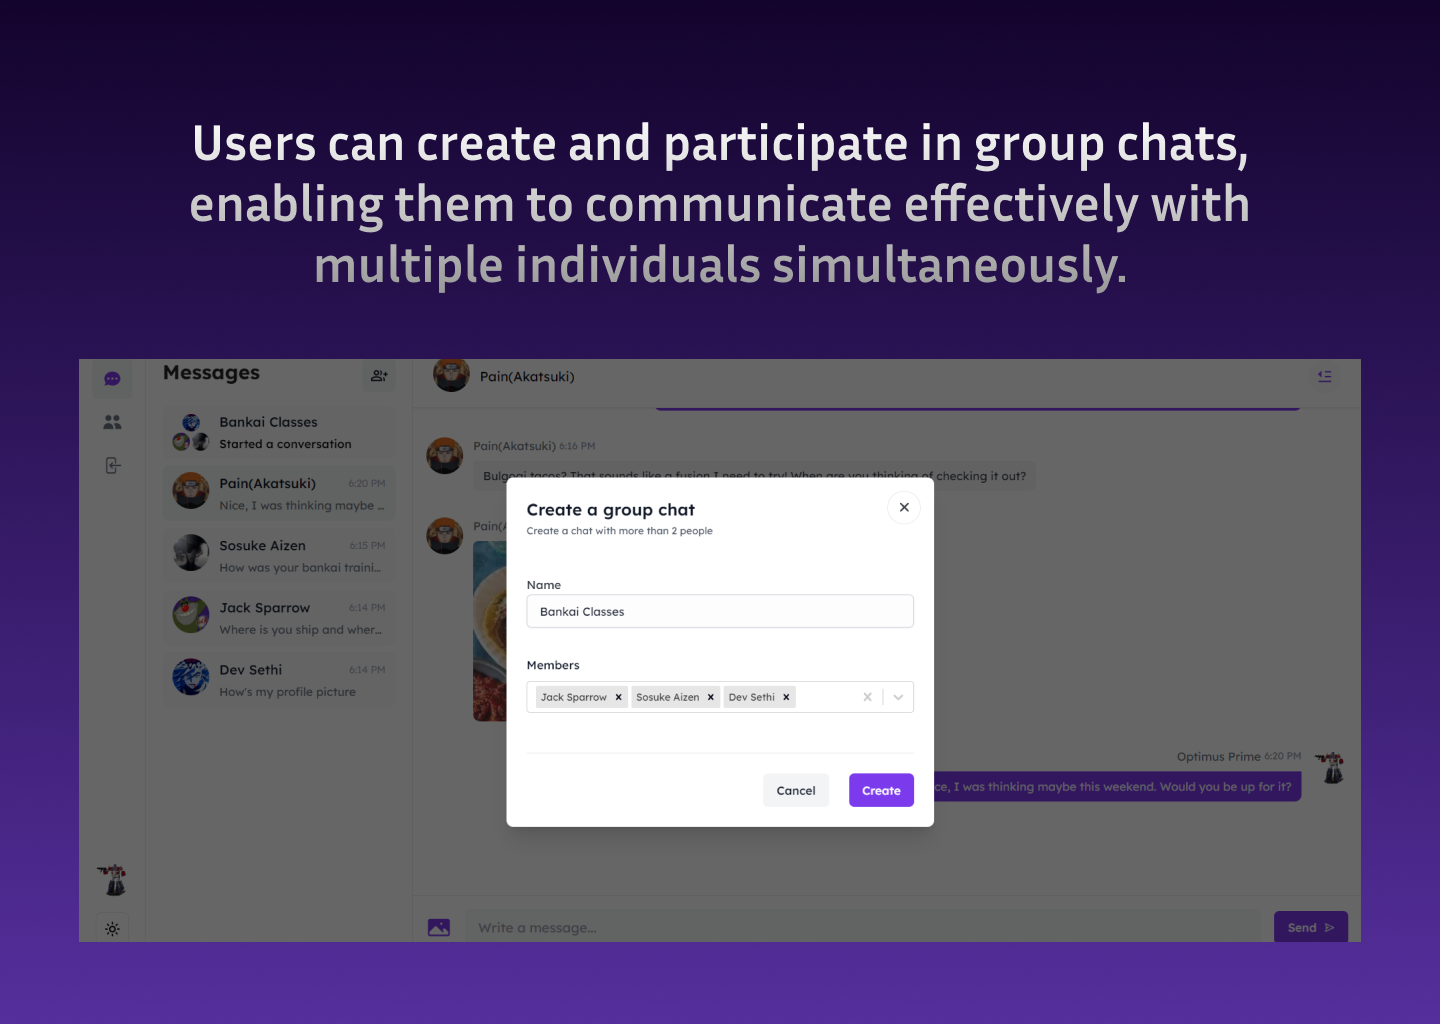 Users can create and participate in group chats,
enabling them to communicate effectively with
multiple individuals simultaneously.
Messages
Bankai Classes
Started a conversation
Pain(Akatsuki) 6:20 PM
Nice, I was thinking maybe ...
Sosuke Aizen 6:15 PM
How was your bankai traini...
Jack Sparrow 6:14 PM
Where is you ship and wher...
Dev Sethi 6:14 PM
How's my profile picture
Pain(Akatsuki)
Pain(Akatsuki) 6:16 PM
Bulgogi tacos? That sounds like a fusion I need to try! When are you thinking of checking it out?
Pain(
Create a group chat
Create a chat with more than 2 people
Name
Bankai Classes
Members
Jack Sparrow Sosuke Aizen Dev Sethi
Cancel Create
Optimus Prime 6:20 PM
ce, I was thinking maybe this weekend. Would you be up for it?
Write a message...
Send